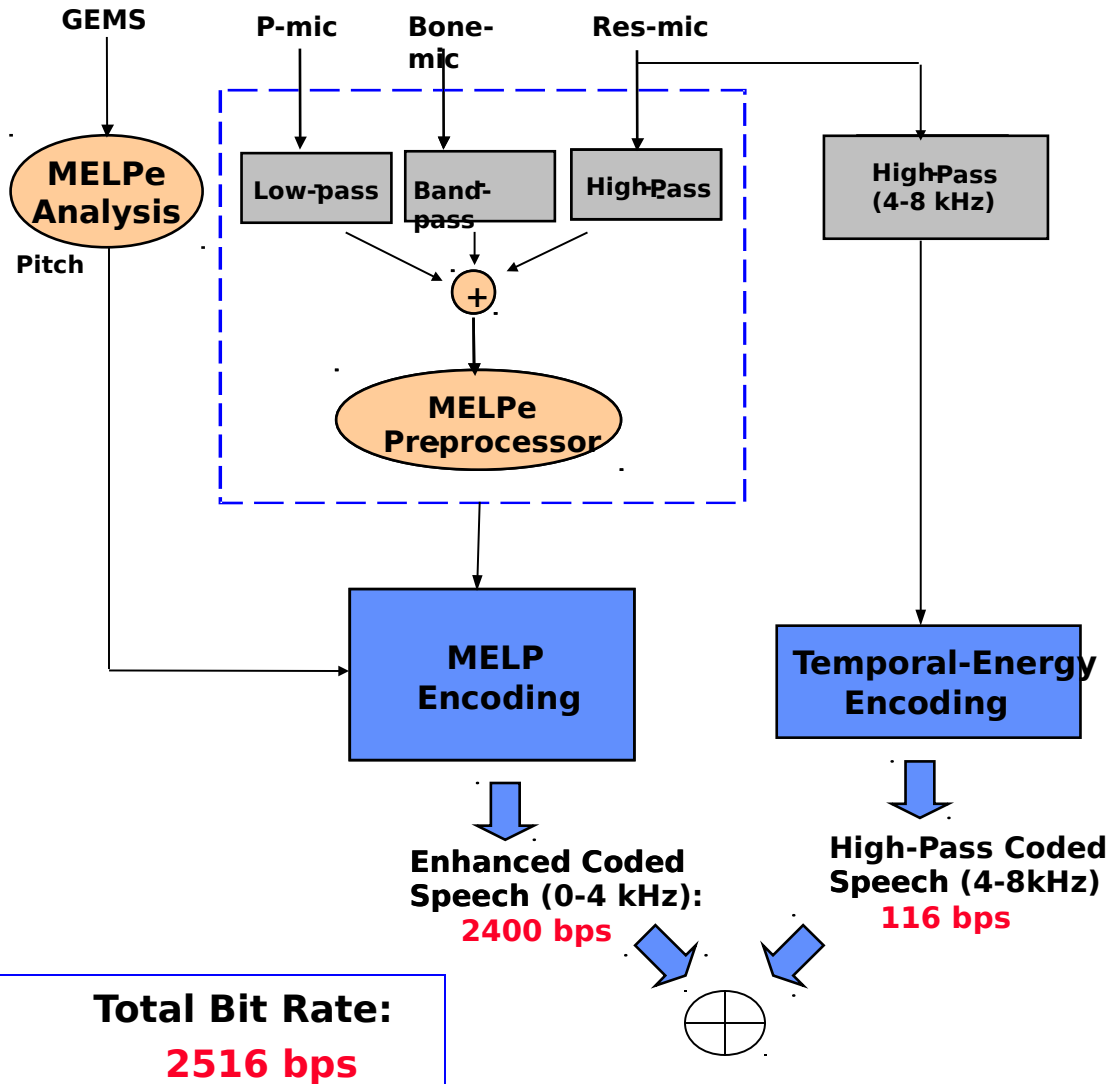 GEMS
P-mic
Bone-
mic
Res-mic
MELPe
Analysis
Low-pass
Band-
pass
High-Pass
High-Pass
(4-8 kHz)
Pitch
+
MELPe
Preprocessor
MELP
Encoding
Temporal-Energy
Encoding
Enhanced Coded
Speech (0-4 kHz):
2400 bps
High-Pass Coded
Speech (4-8kHz)
116 bps
Total Bit Rate:
2516 bps